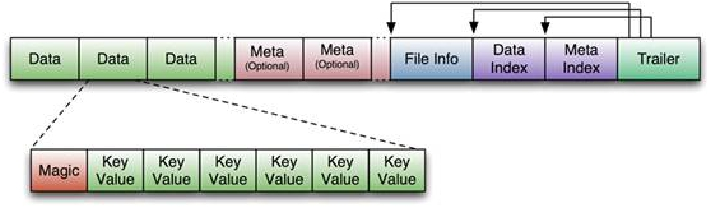 Data
Data
Data
Meta
(Optional)
Meta
(Optional)
File Info
Data
Index
Meta
Index
Trailer
Magic
Key
Value
Key
Value
Key
Value
Key
Value
Key
Value
Key
Value